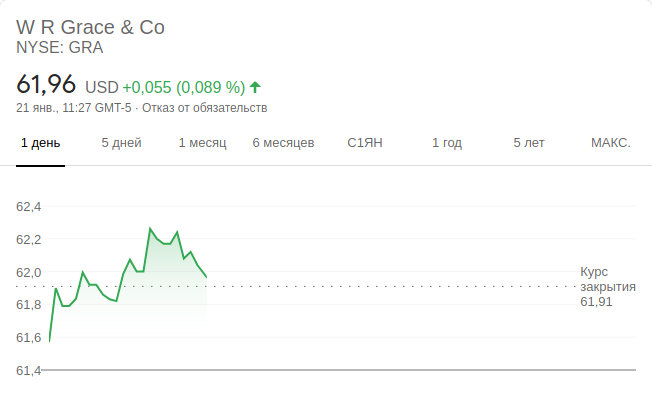 W R Grace & Co
NYSE: GRA
61,96 USD +0,055 (0,089 %)
21 янв., 11:27 GMT-5 · Отказ от обязательств
1 день 5 дней 1 месяц 6 месяцев С1ЯН 1 год 5 лет МАКС.
62,4
62,2
62,0
61,8
61,6
61,4
Курс
закрытия
61,91